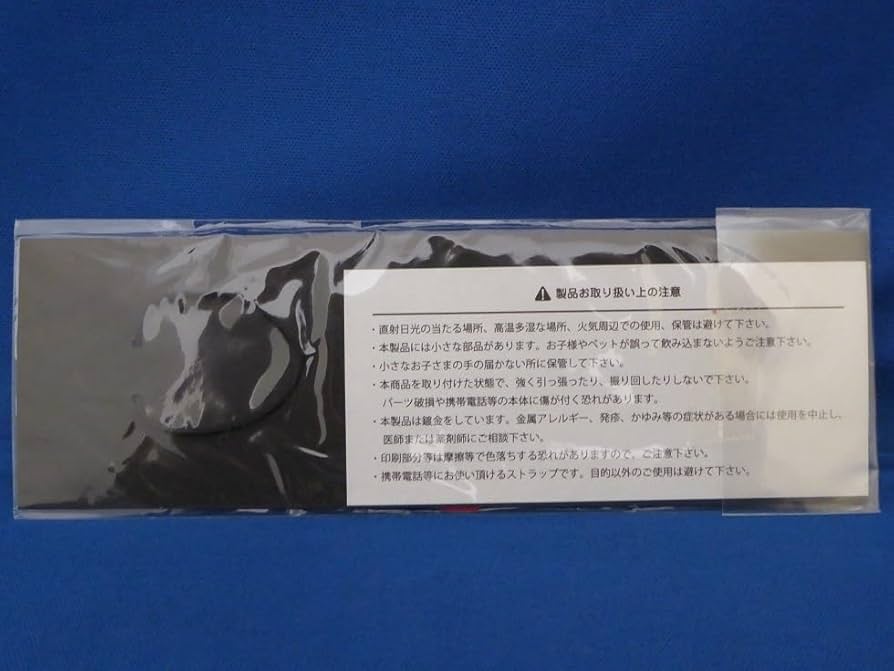 ⚠ 製品お取り扱い上の注意
・直射日光の当たる場所、高温多湿な場所、火気周辺での使用、保管は避けて下さい。
・本製品には小さな部品があります。お子様やペットが誤って飲み込まないようご注意下さい。
・小さなお子さまの手の届かない所に保管して下さい。
・本商品を取り付けた状態で、強く引っ張ったり、振り回したりしないで下さい。
パーツ破損や携帯電話等の本体に傷が付く恐れがあります。
・本製品は鍍金をしています。金属アレルギー、発疹、かゆみ等の症状がある場合には使用を中止し、
医師または薬剤師にご相談下さい。
・印刷部分等は摩擦等で色落ちする恐れがありますので、ご注意下さい。
・携帯電話等にお使い頂けるストラップです。目的以外のご使用は避けて下さい。